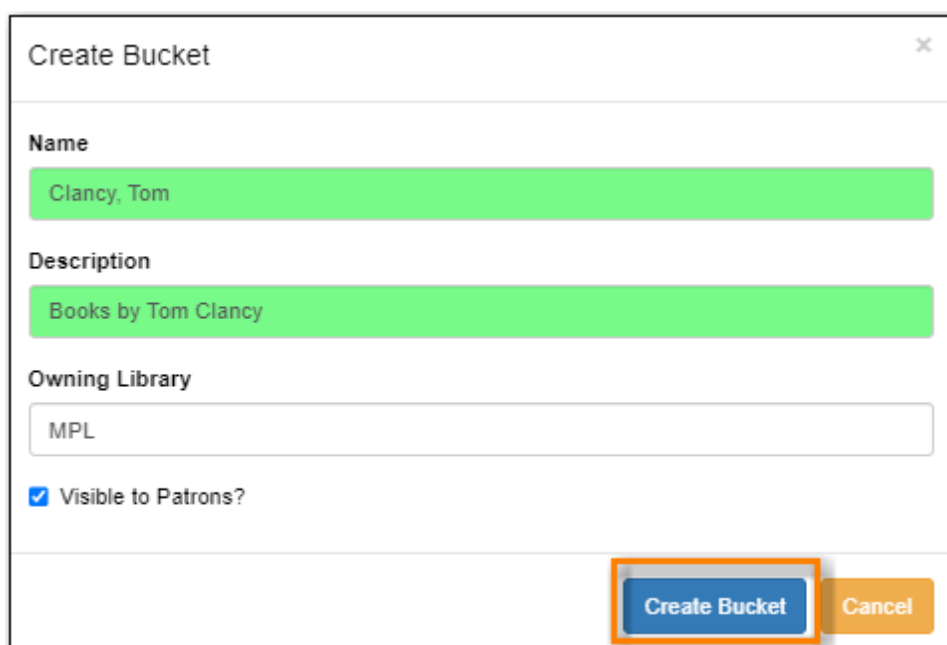 Create Bucket
×
Name
Clancy, Tom
Description
Books by Tom Clancy
Owning Library
MPL
Visible to Patrons?
Create Bucket Cancel